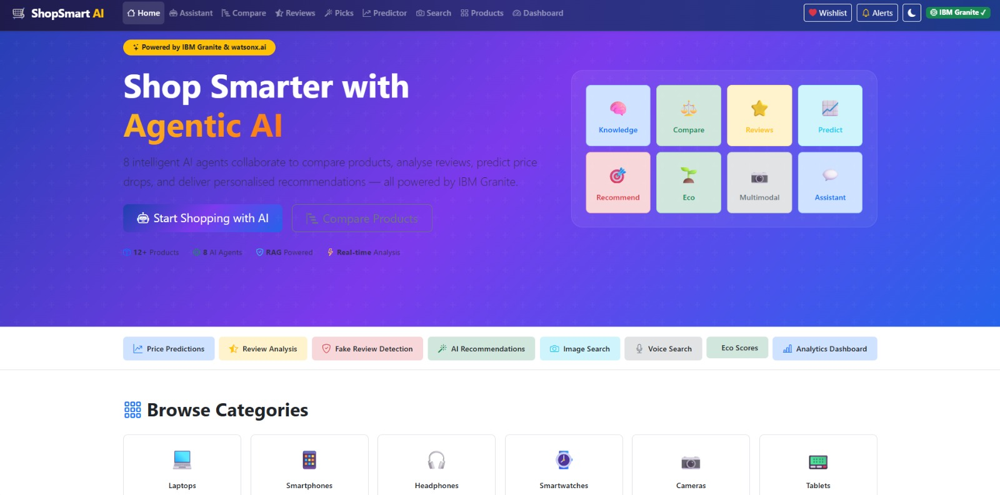 ShopSmart AI
Home Assistant Compare Reviews Picks Predictor Search Products Dashboard
Wishlist Alerts IBM Granite ✓
Powered by IBM Granite & watsonx.ai
Shop Smarter with
Agentic AI
8 intelligent AI agents collaborate to compare products, analyse reviews, predict price
drops, and deliver personalised recommendations — all powered by IBM Granite.
Start Shopping with AI Compare Products
12+ Products 8 AI Agents RAG Powered Real-time Analysis
Knowledge Compare Reviews Predict
Recommend Eco Multimodal Assistant
Price Predictions Review Analysis Fake Review Detection AI Recommendations Image Search Voice Search Eco Scores Analytics Dashboard
Browse Categories
Laptops Smartphones Headphones Smartwatches Cameras Tablets